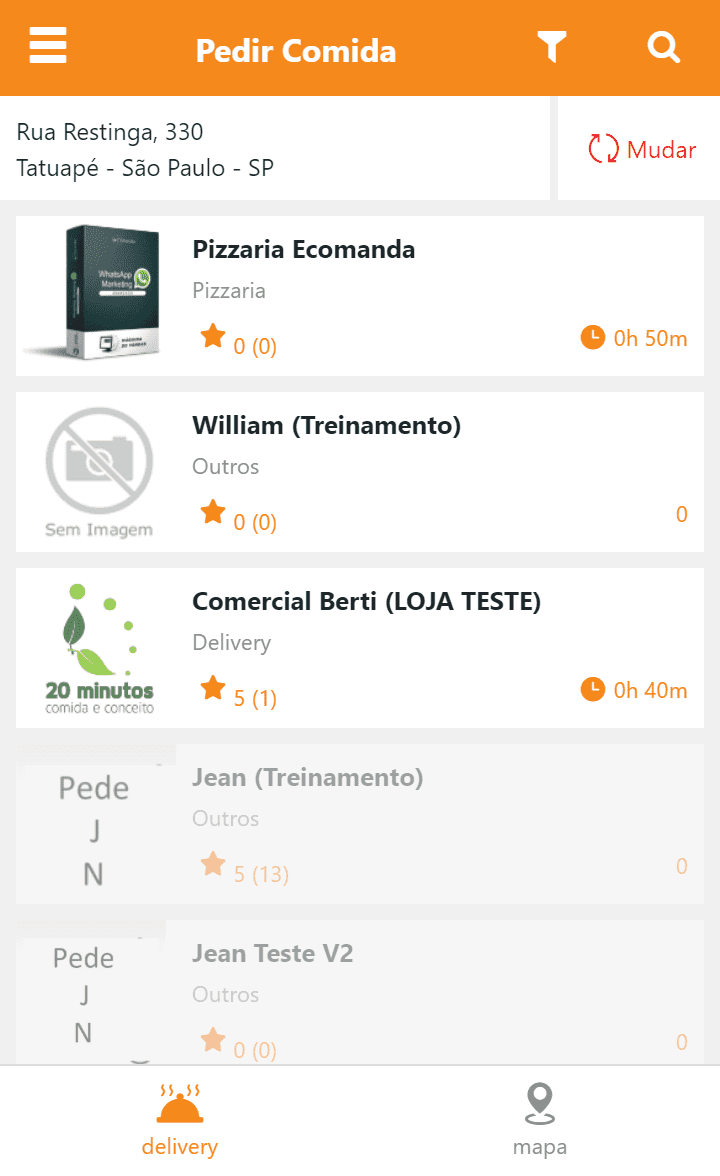 Pedir Comida
Rua Restinga, 330
Tatuapé - São Paulo - SP
Mudar
WhatsApp
Marketing
Pizzaria Ecomanda
Pizzaria
0 (0)
0h 50m
Sem Imagem
William (Treinamento)
Outros
0 (0)
0
20 minutos
comida e conceito
Comercial Berti (LOJA TESTE)
Delivery
5 (1)
0h 40m
Pede
J
N
Jean (Treinamento)
Outros
5 (13)
0
Pede
J
N
Jean Teste V2
Outros
0 (0)
0
delivery
mapa